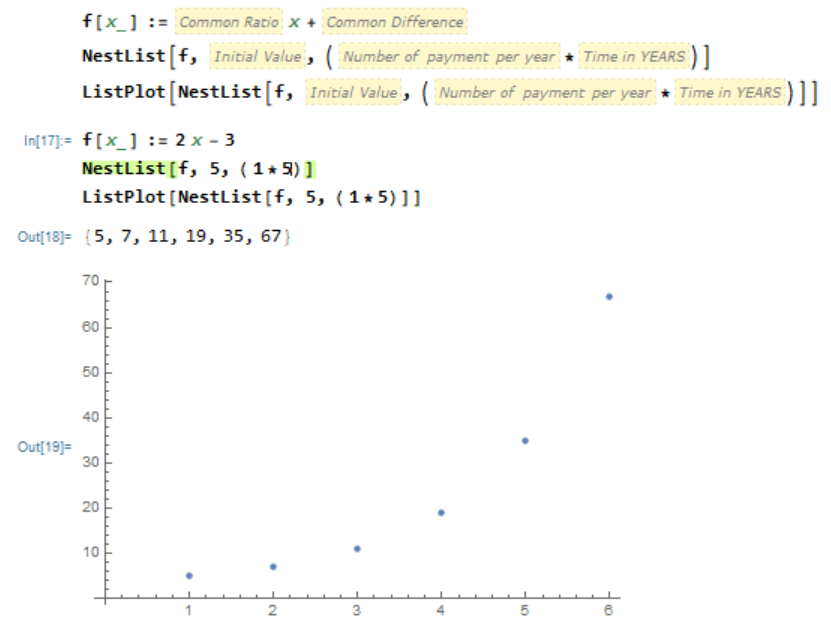 f[x_] := Common Ratio x + Common Difference
NestList[f, Initial Value, ( Number of payment per year * Time in YEARS )]
ListPlot[NestList[f, Initial Value, ( Number of payment per year * Time in YEARS )]]
In[17]:= f[x_] := 2 x - 3
NestList[f, 5, (1*5)]
ListPlot[NestList[f, 5, (1*5)]]
Out[18]= {5, 7, 11, 19, 35, 67}
70
60
50
40
Out[19]=
30
20
10
1 2 3 4 5 6